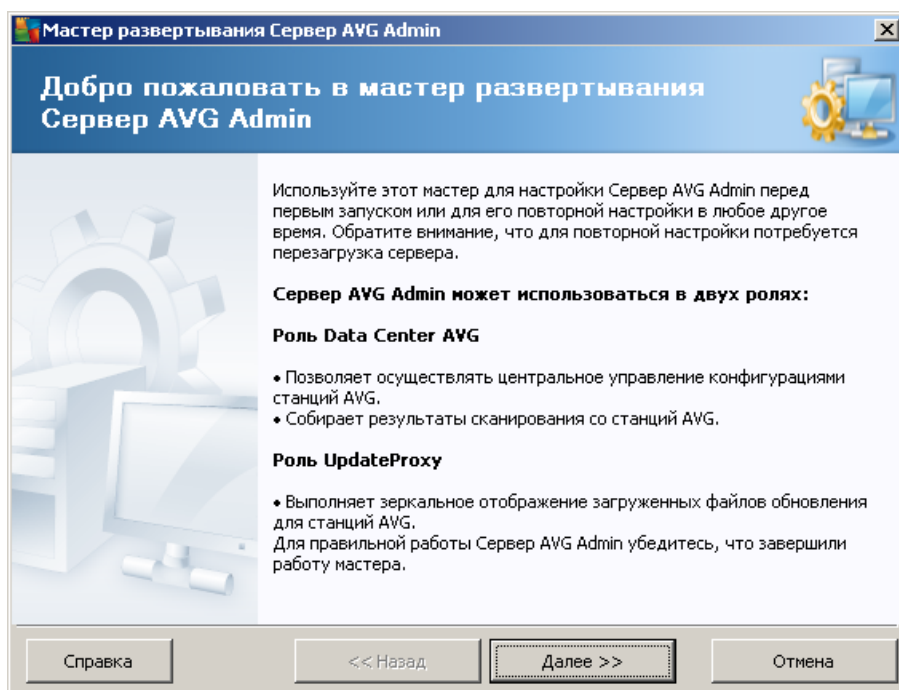 Мастер развертывания Сервер AVG Admin
Добро пожаловать в мастер развертывания
Сервер AVG Admin
Используйте этот мастер для настройки Сервер AVG Admin перед
первым запуском или для его повторной настройки в любое другое
время. Обратите внимание, что для повторной настройки потребуется
перезагрузка сервера.
Сервер AVG Admin может использоваться в двух ролях:
Роль Data Center AVG
• Позволяет осуществлять центральное управление конфигурациями
станций AVG.
• Собирает результаты сканирования со станций AVG.
Роль UpdateProxy
• Выполняет зеркальное отображение загруженных файлов обновления
для станций AVG.
Для правильной работы Сервер AVG Admin убедитесь, что завершили
работу мастера.
Справка
<< Назад
Далее >>
Отмена